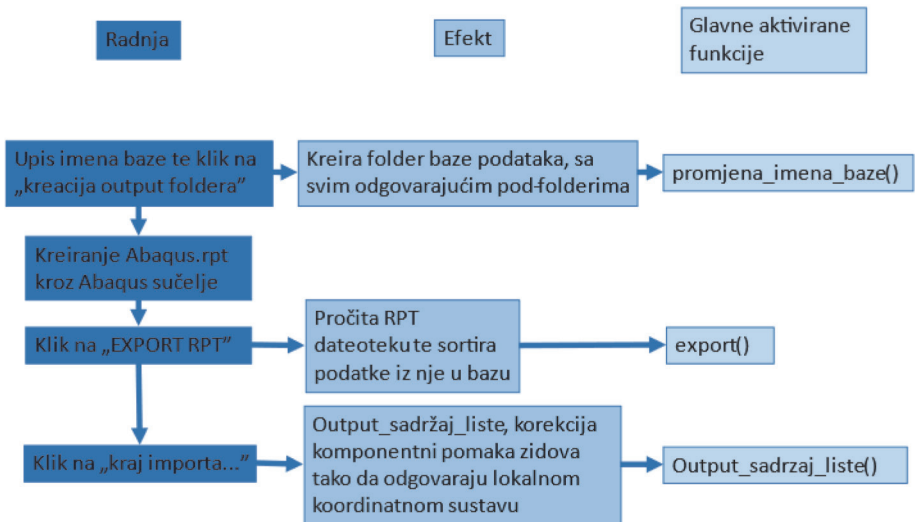 Radnja
Efekt
Glavne aktivirane
funkcije
Upis imena baze te klik na
„kreacija output foldera”
Kreira folder baze podataka, sa
svim odgovarajućim pod-folderima
promjena_imena_baze()
Kreiranje Abaqus.rpt
kroz Abaqus sučelje
Klik na „EXPORT RPT”
Pročita RPT
dateoteku te sortira
podatke iz nje u bazu
export()
Klik na „kraj importa...”
Output_sadržaj_liste, korekcija
komponentni pomaka zidova
tako da odgovaraju lokalnom
koordinatnom sustavu
Output_sadrzaj_liste()